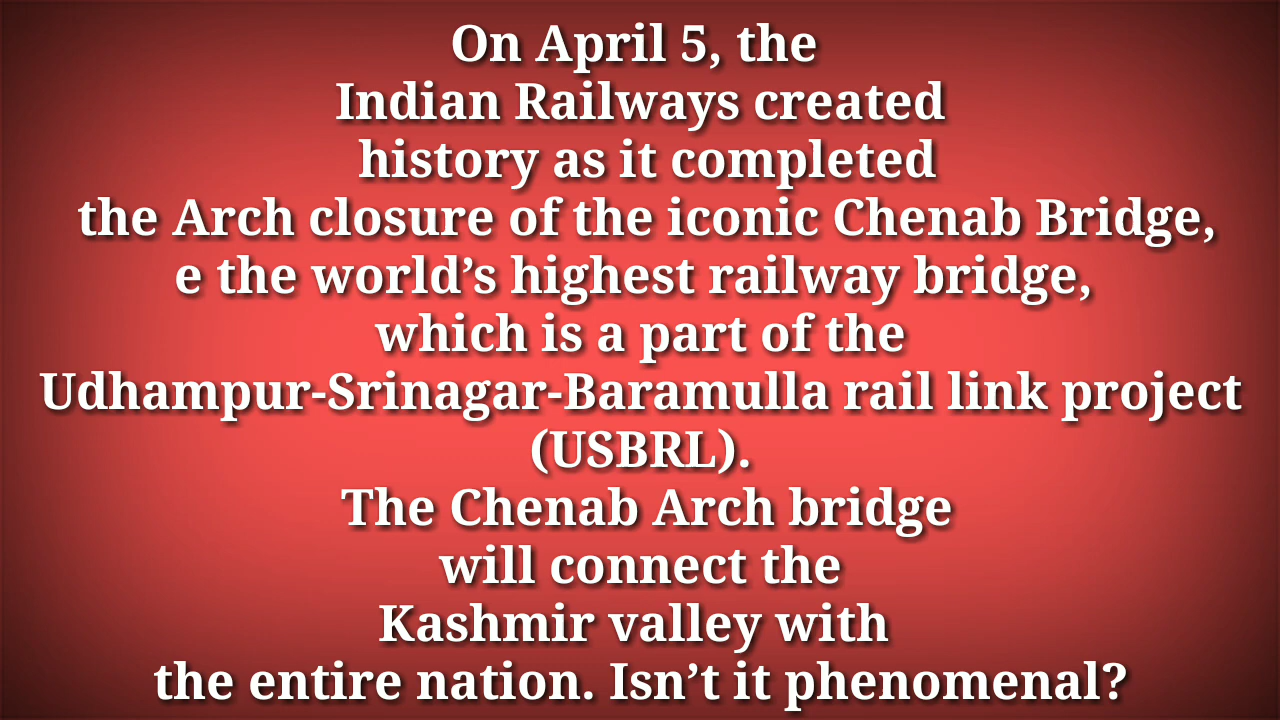 On April 5, the
Indian Railways created
history as it completed
the Arch closure of the iconic Chenab Bridge,
e the world’s highest railway bridge,
which is a part of the
Udhampur-Srinagar-Baramulla rail link project
(USBRL).
The Chenab Arch bridge
will connect the
Kashmir valley with
the entire nation. Isn’t it phenomenal?